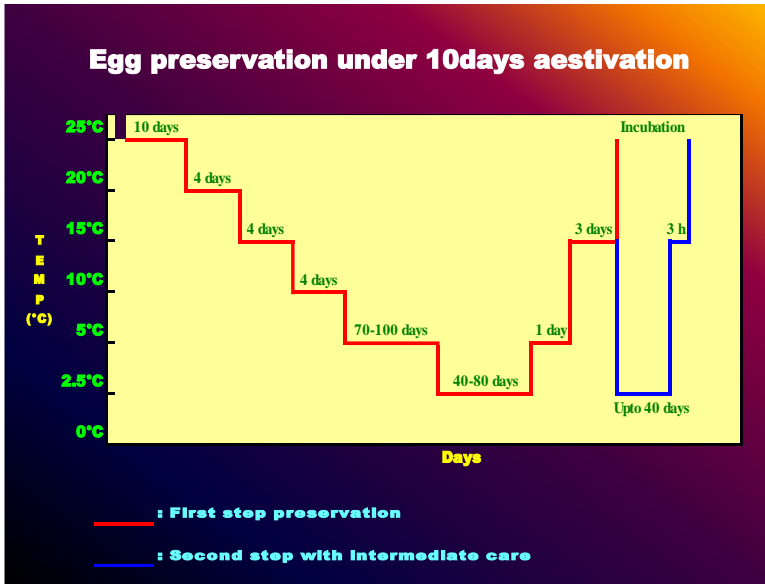 Egg preservation under 10days aestivation
25°C
10 days
Incubation
20°C
4 days
15°C
4 days
3 days
3 h
T
E
M
P
(°C)
10°C
4 days
5°C
70-100 days
1 day
2.5°C
40-80 days
Upto 40 days
0°C
Days
: First step preservation
: Second step with intermediate care